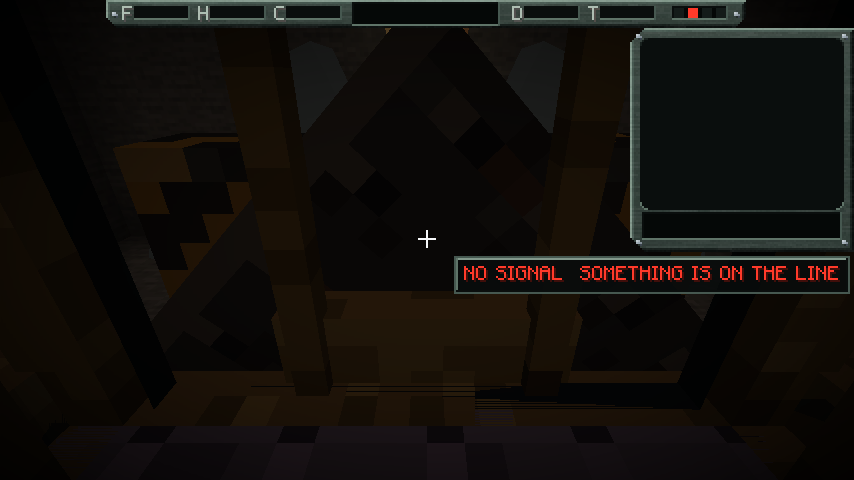 F H C D T
NO SIGNAL SOMETHING IS ON THE LINE